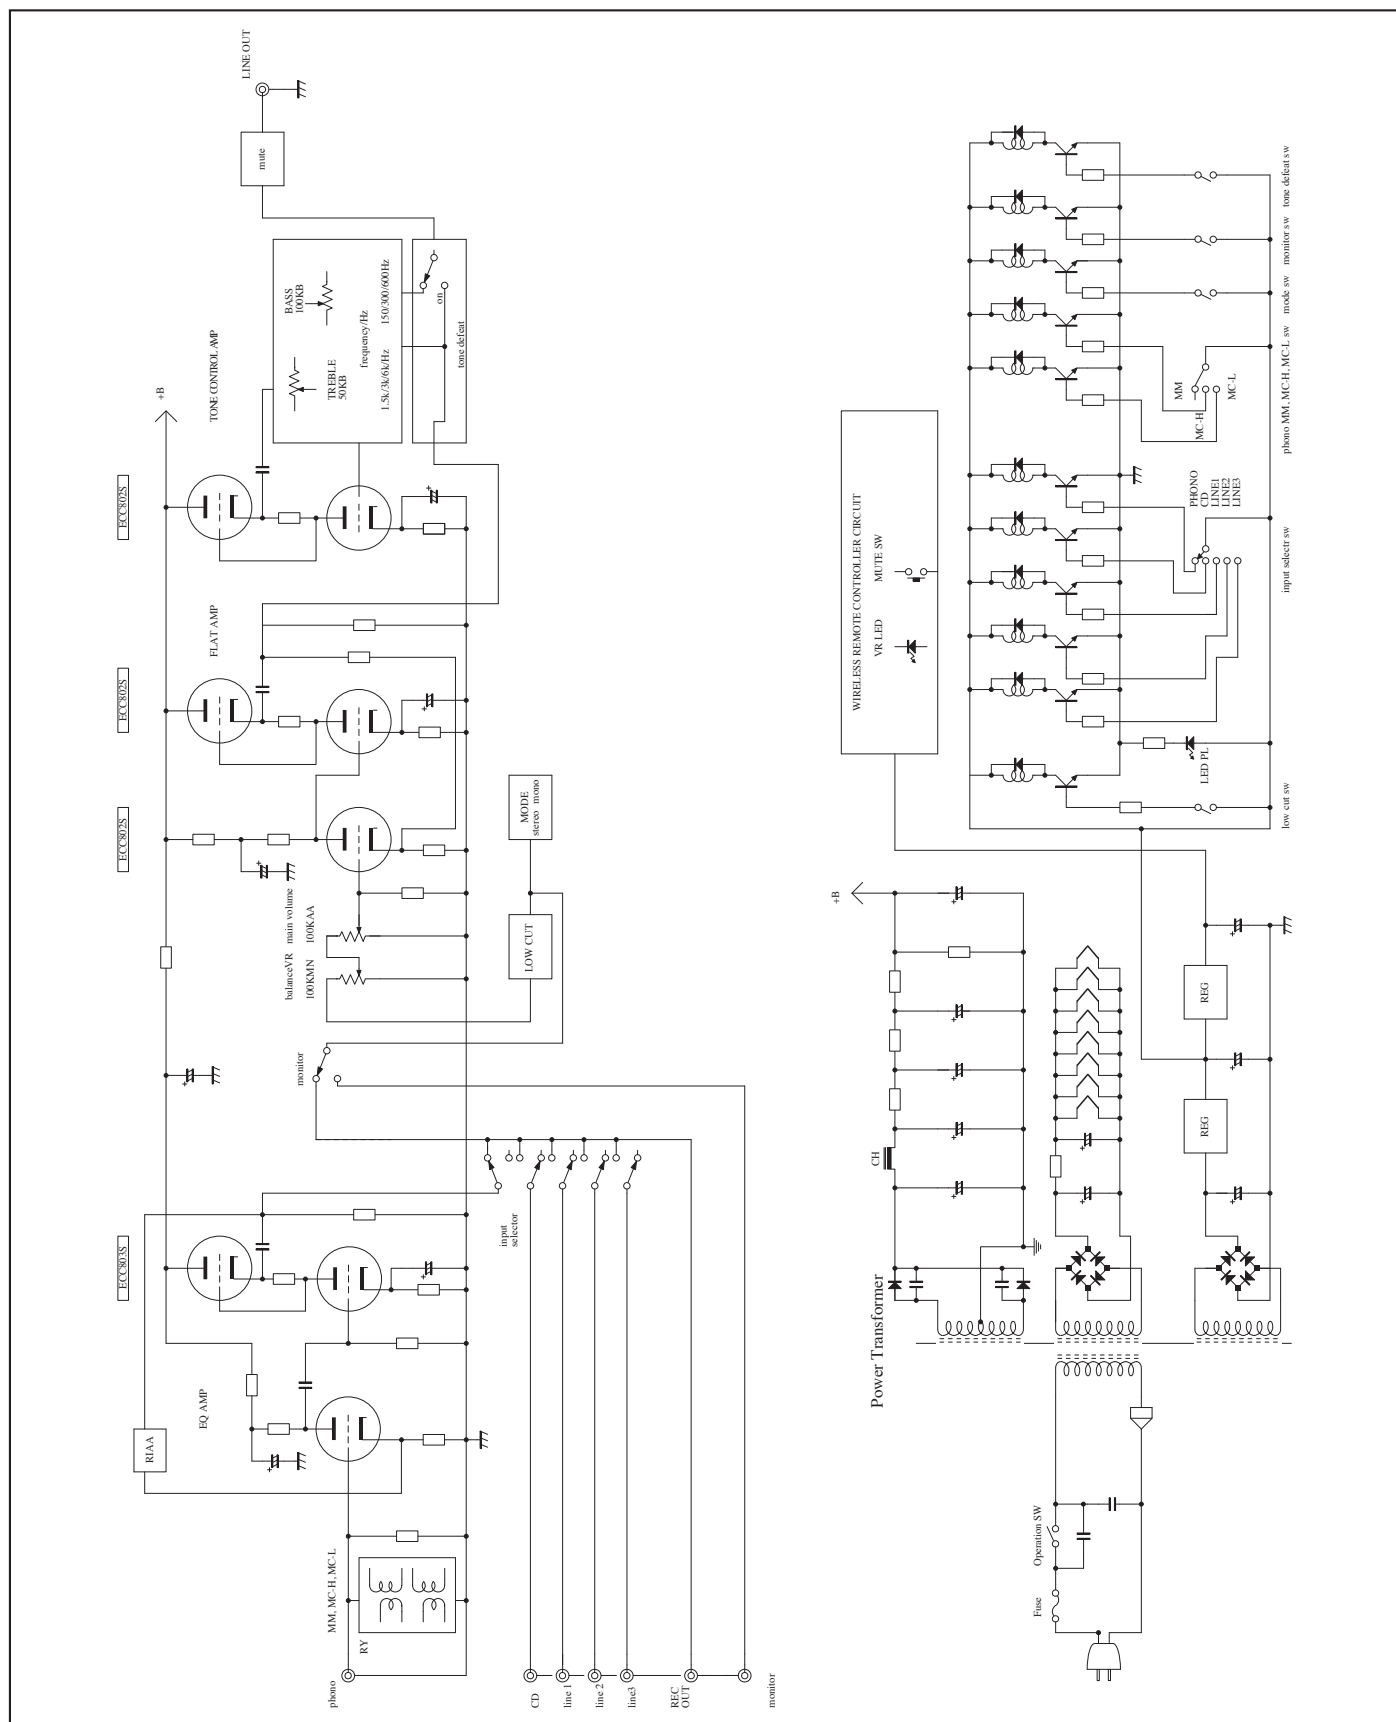 LINE OUT
mute
TONE CONTROL AMP
+B
BASS
100KB
TREBLE
50KB
frequency/Hz
1.5k/3k/6k/Hz 150/300/600Hz
on
tone defeat
ECC802S
FLAT AMP
ECC802S
ECC802S
MODE
stereo mono
main volume
100KAA
balanceVR
100KMN
LOW CUT
monitor
input
selector
ECC803S
EQ AMP
RIAA
MM, MC-H, MC-L
RY
phono
CD
line 1
line 2
line3
REC
OUT
monitor
tone defeat sw
monitor sw
mode sw
phono MM, MC-H, MC-L sw
MM
MC-H
MC-L
PHONO
CD
LINE1
LINE2
LINE3
input selectr sw
WIRELESS REMOTE CONTROLLER CIRCUIT
MUTE SW
VR LED
LED PL
low cut sw
+B
CH
REG
REG
Power Transformer
Operation SW
Fuse